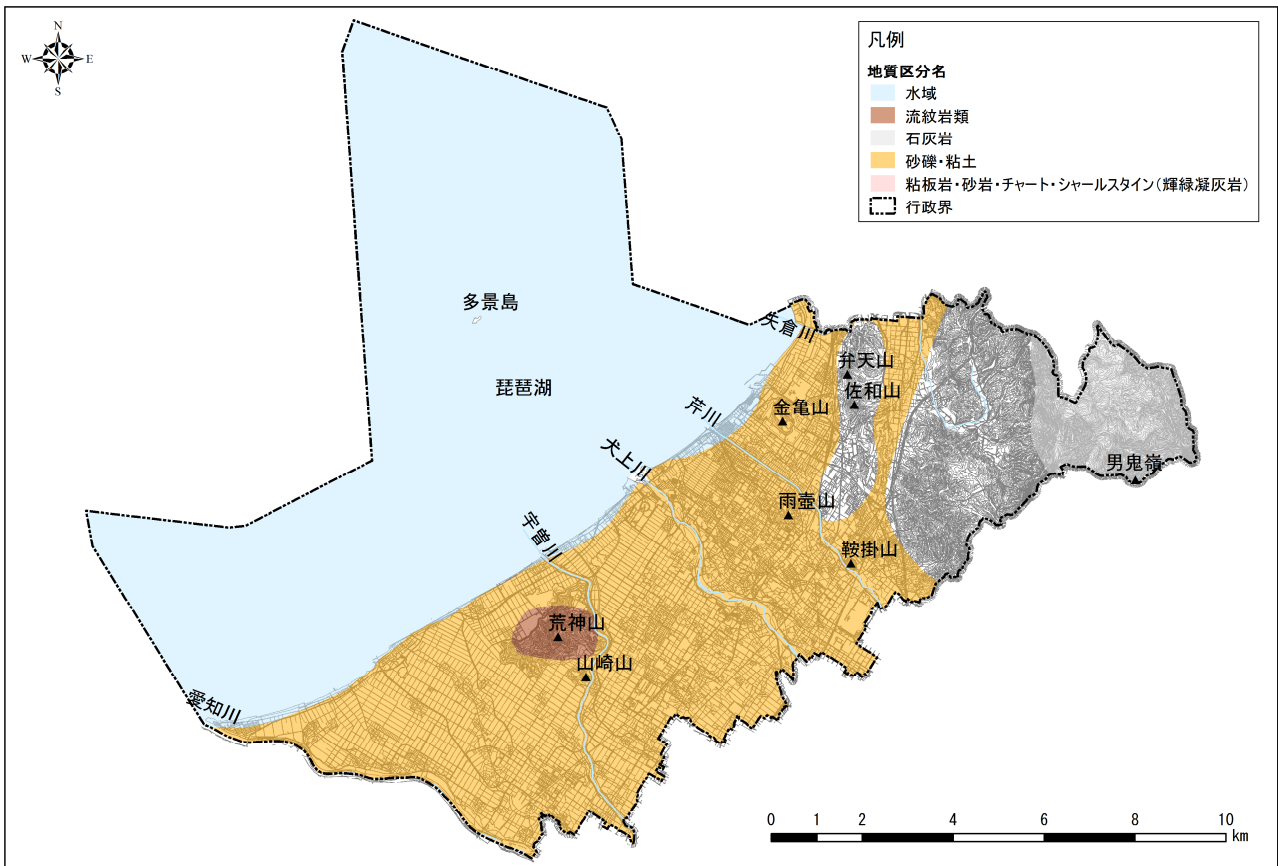 N
W
E
S
凡例
地質区分名
水域
流紋岩類
石灰岩
砂礫・粘土
粘板岩・砂岩・チャート・シャールスタイン(輝緑凝灰岩)
行政界
多景島
矢倉川
弁天山
琵琶湖
佐和山
芹川
金亀山
犬上川
男鬼嶺
雨壺山
宇曽川
鞍掛山
荒神山
山崎山
愛知川
0 1 2 4 6 8 10
km